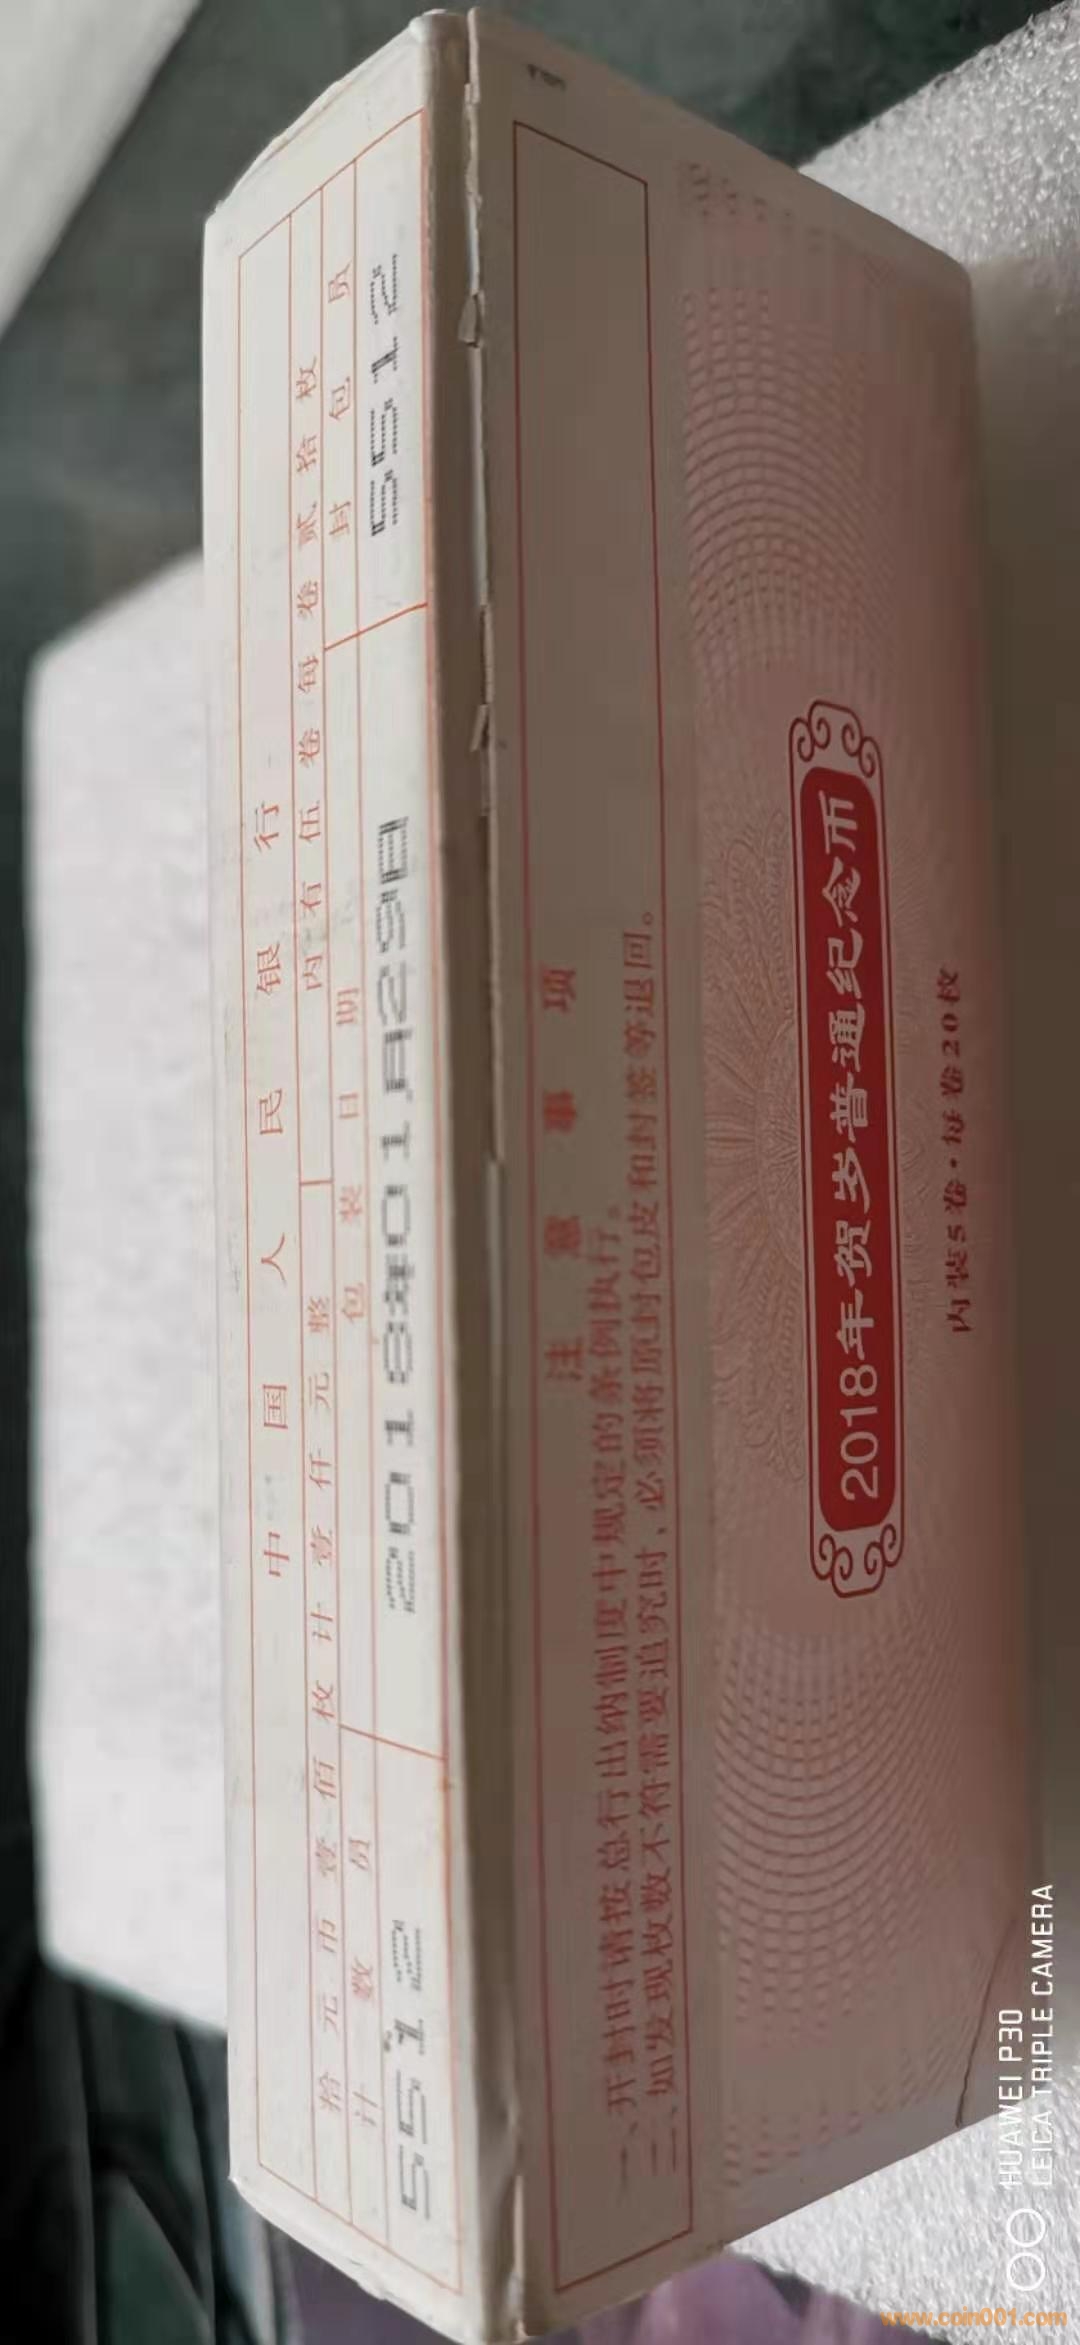 中国人民银行
拾元币壹佰枚计壹仟元整 内有伍卷每卷贰拾枚
计数员 包装日期 封包员
5512 2018年01月29日 5512
注意事项
一、开封时请按总行出纳制度中规定的条例执行。
二、如发现枚数不符需要追究时、必须将原封包皮和封签等退回。
2018年贺岁普通纪念币
内装5卷·每卷20枚
HUAWEI P30
LEICA TRIPLE CAMERA
www.coin001.com